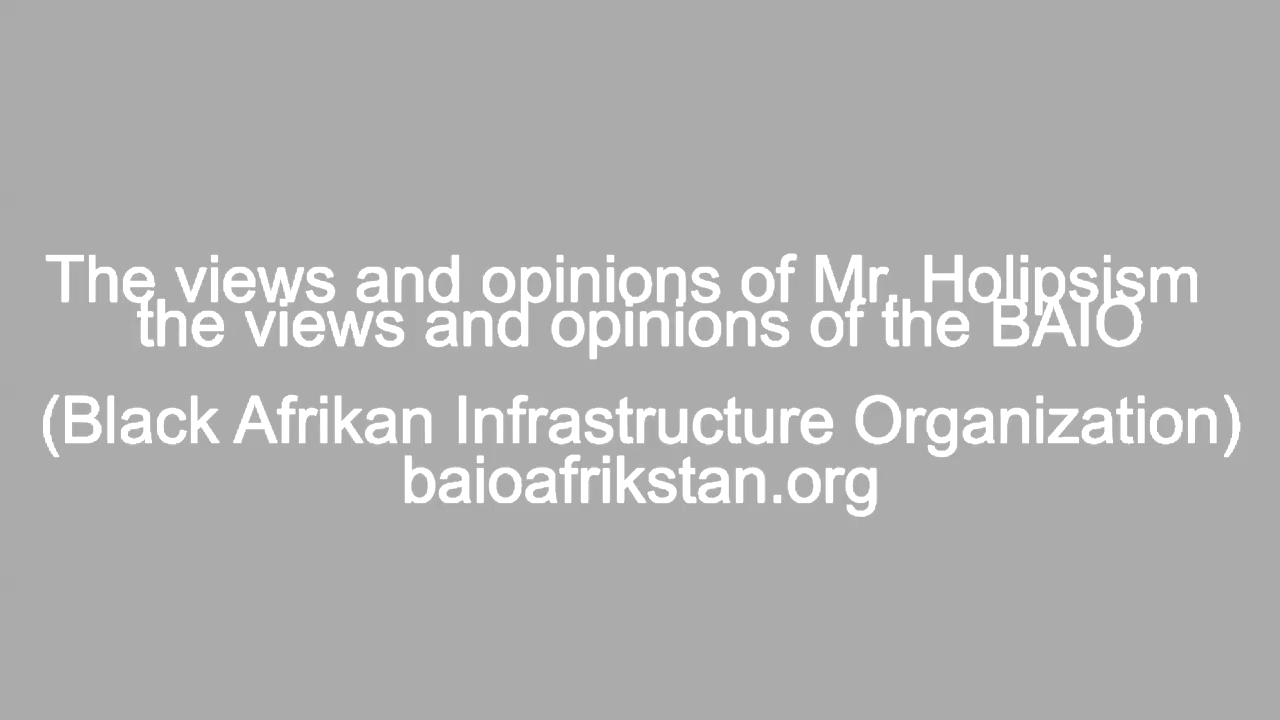 The views and opinions of Mr. Holipsism
the views and opinions of the BAIO
(Black Afrikan Infrastructure Organization)
baioafrikstan.org